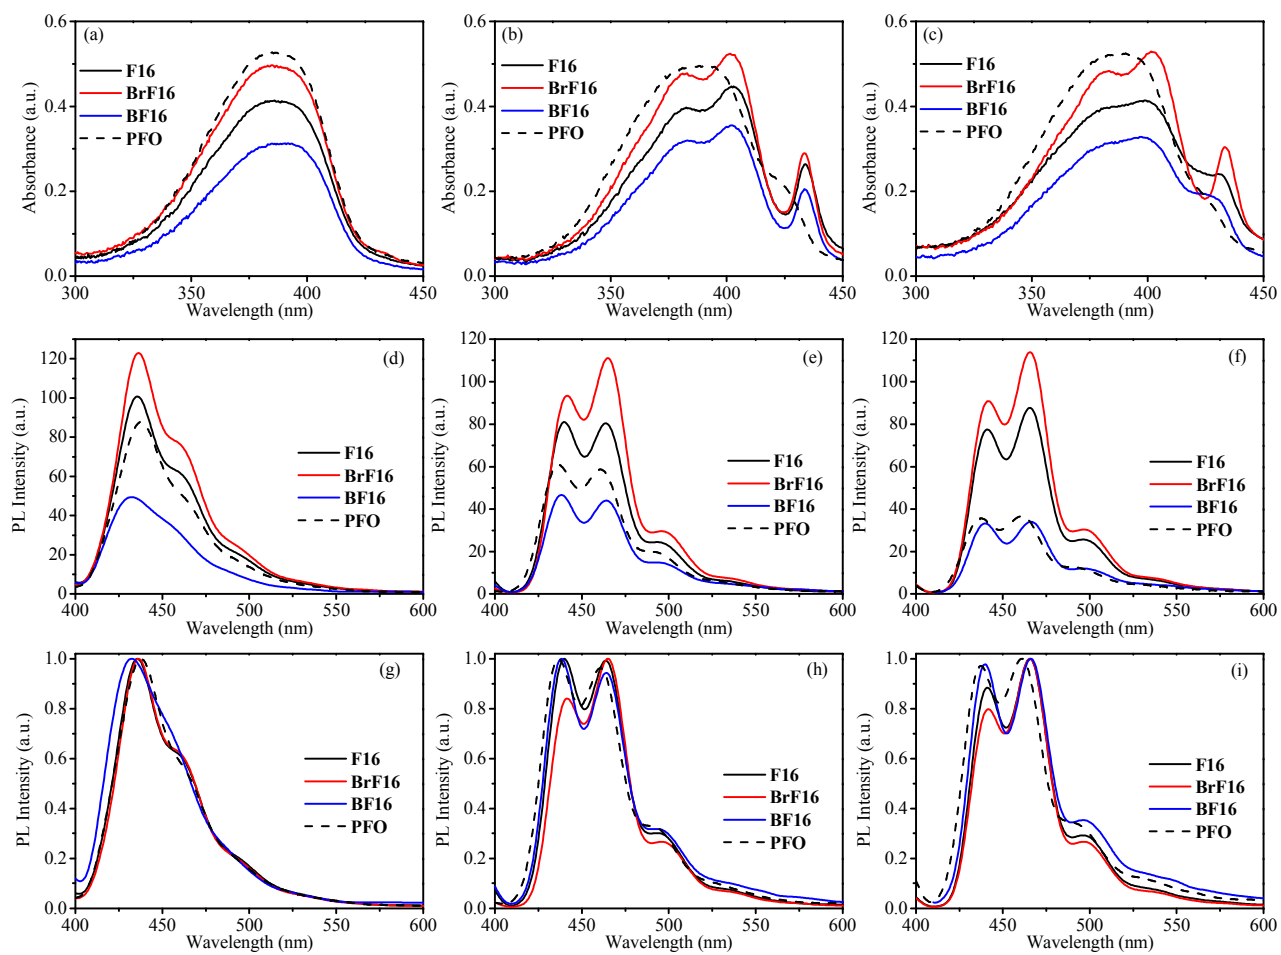 (a)
F16
BrF16
BF16
PFO
Absorbance (a.u.)
0.6
0.4
0.2
0.0
300 350 400 450
Wavelength (nm)
(b)
F16
BrF16
BF16
PFO
Absorbance (a.u.)
0.6
0.4
0.2
0.0
300 350 400 450
Wavelength (nm)
(c)
F16
BrF16
BF16
PFO
Absorbance (a.u.)
0.6
0.4
0.2
0.0
300 350 400 450
Wavelength (nm)
(d)
F16
BrF16
BF16
PFO
PL Intensity (a.u.)
120
100
80
60
40
20
0
400 450 500 550 600
Wavelength (nm)
(e)
F16
BrF16
BF16
PFO
PL Intensity (a.u.)
120
100
80
60
40
20
0
400 450 500 550 600
Wavelength (nm)
(f)
F16
BrF16
BF16
PFO
PL Intensity (a.u.)
120
100
80
60
40
20
0
400 450 500 550 600
Wavelength (nm)
(g)
F16
BrF16
BF16
PFO
PL Intensity (a.u.)
1.0
0.8
0.6
0.4
0.2
0.0
400 450 500 550 600
Wavelength (nm)
(h)
F16
BrF16
BF16
PFO
PL Intensity (a.u.)
1.0
0.8
0.6
0.4
0.2
0.0
400 450 500 550 600
Wavelength (nm)
(i)
F16
BrF16
BF16
PFO
PL Intensity (a.u.)
1.0
0.8
0.6
0.4
0.2
0.0
400 450 500 550 600
Wavelength (nm)